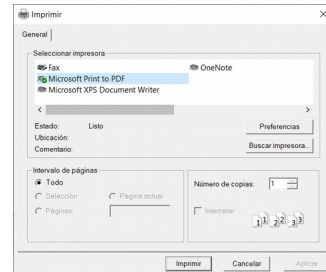 Imprimir
General
Seleccionar impresora
Fax
OneNote
Microsoft Print to PDF
Microsoft XPS Document Writer
Estado: Listo
Preferencias
Ubicación:
Comentario:
Buscar impresora...
Intervalo de páginas
Todo
Selección
Página actual
Páginas:
Número de copias: 1
Intercalar
1 1 2 2 3 3
Imprimir
Cancelar
Aplicar